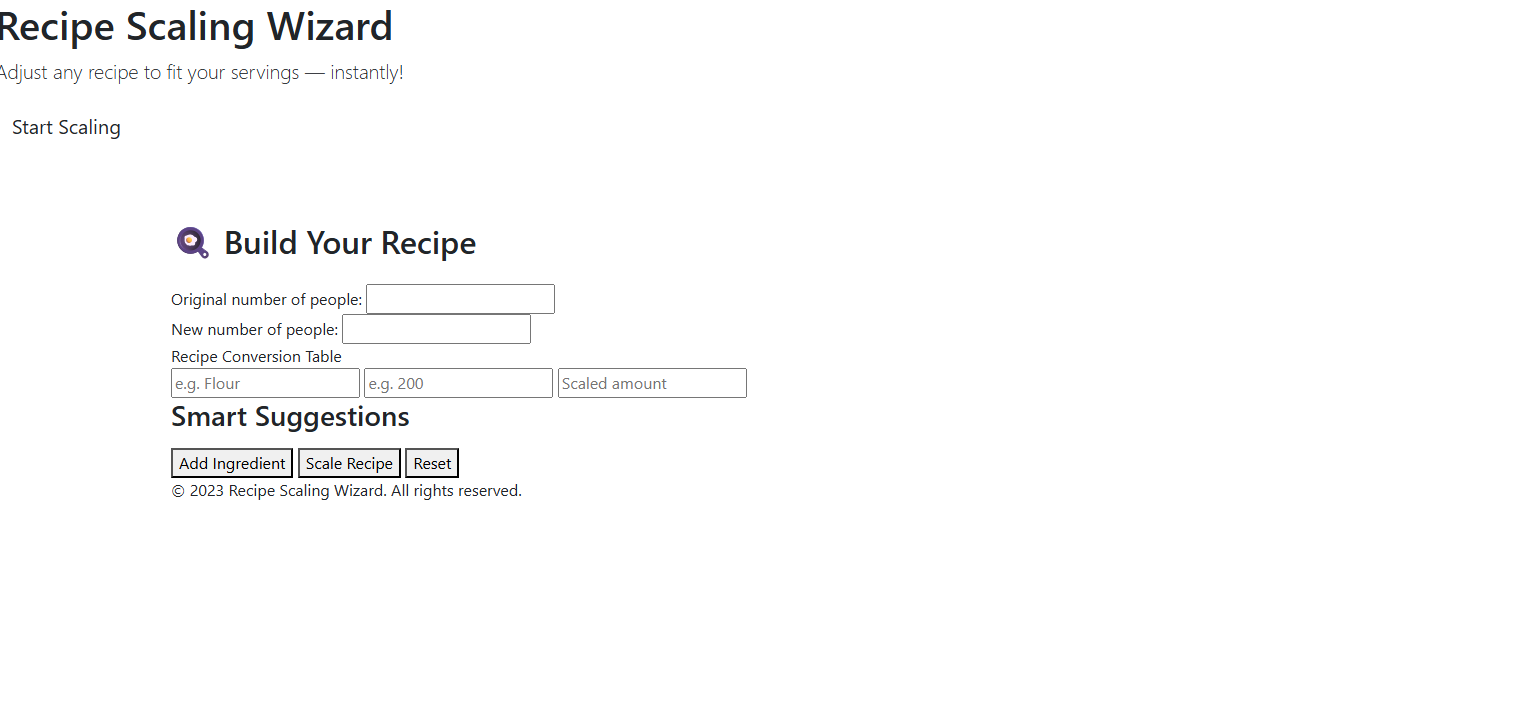 Recipe Scaling Wizard
Adjust any recipe to fit your servings — instantly!
Start Scaling
Build Your Recipe
Original number of people:
New number of people:
Recipe Conversion Table
e.g. Flour e.g. 200 Scaled amount
Smart Suggestions
Add Ingredient Scale Recipe Reset
© 2023 Recipe Scaling Wizard. All rights reserved.